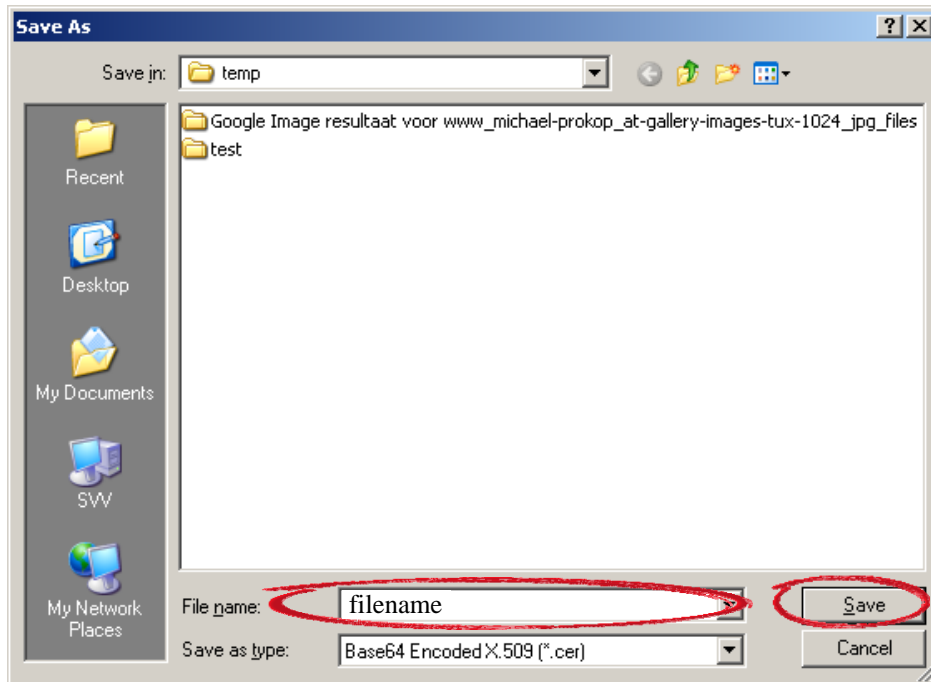 Save As
Save in: temp
Google Image resultaat voor www_michael-prokop_at-gallery-images-tux-1024_jpg_files
test
Recent
Desktop
My Documents
SVV
My Network
Places
File name: filename
Save
Save as type: Base64 Encoded X.509 (*.cer)
Cancel